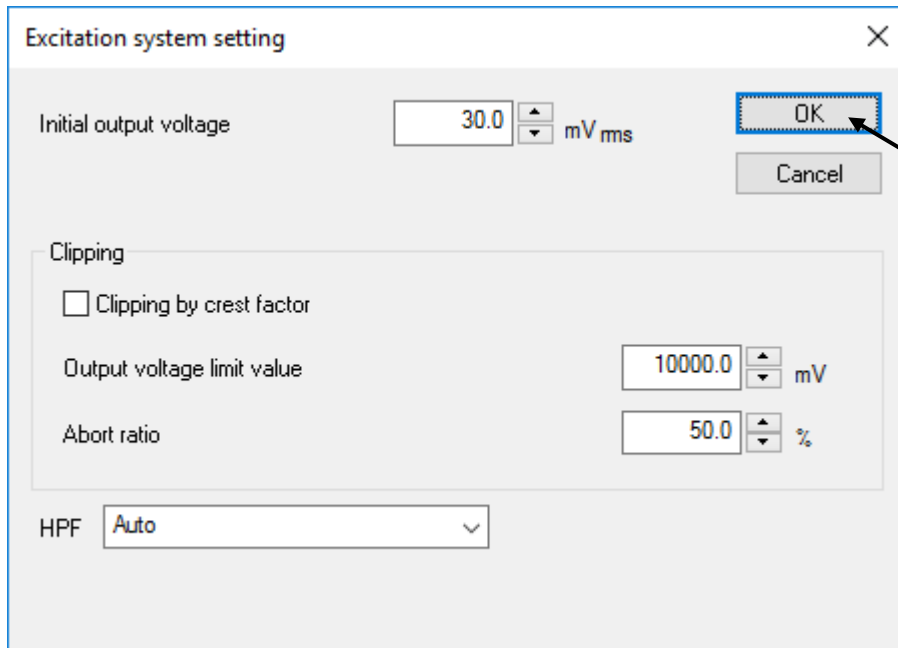 Excitation system setting
Initial output voltage 30.0 mV rms OK
Cancel
Clipping
Clipping by crest factor
Output voltage limit value 10000.0 mV
Abort ratio 50.0 %
HPF Auto